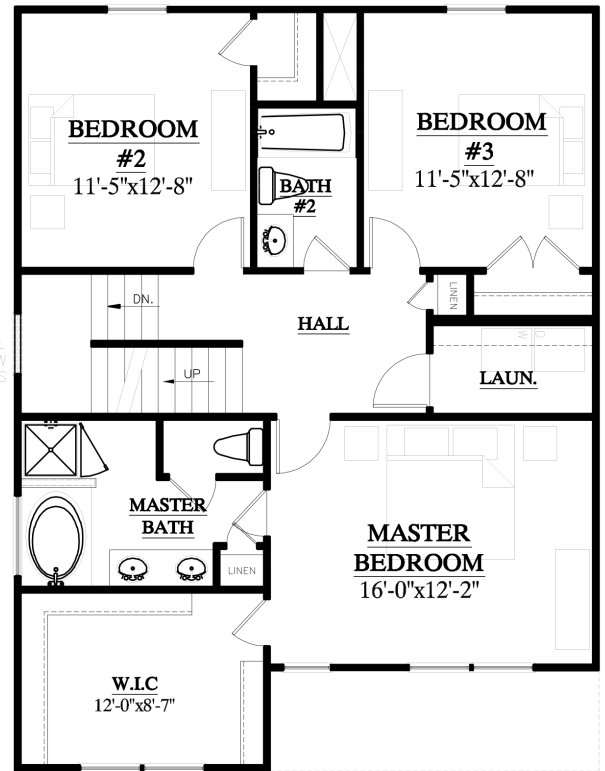 BEDROOM
#2
11'-5"x12'-8"
BEDROOM
#3
11'-5"x12'-8"
BATH
#2
DN.
HALL
LINEN
W
D
LAUN.
UP
MASTER
BATH
LINEN
MASTER
BEDROOM
16'-0"x12'-2"
W.I.C
12'-0"x8'-7"